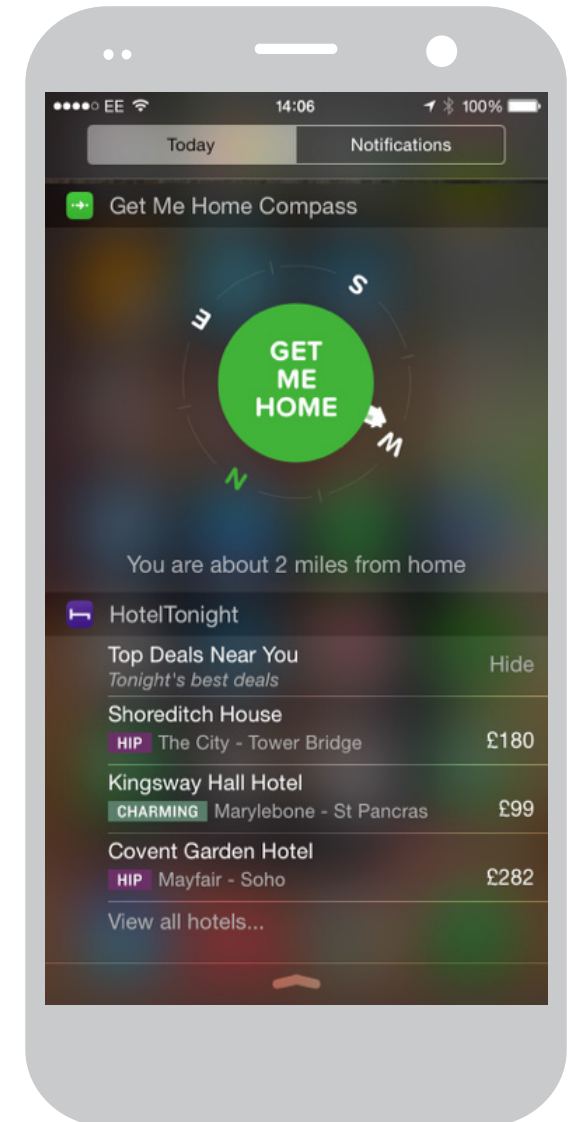 EE 14:06 100%
Today Notifications
Get Me Home Compass
S
E
GET
ME
HOME
W
N
You are about 2 miles from home
HotelTonight
Top Deals Near You
Hide
Tonight's best deals
Shoreditch House
HIP The City - Tower Bridge £180
Kingsway Hall Hotel
CHARMING Marylebone - St Pancras £99
Covent Garden Hotel
HIP Mayfair - Soho £282
View all hotels...